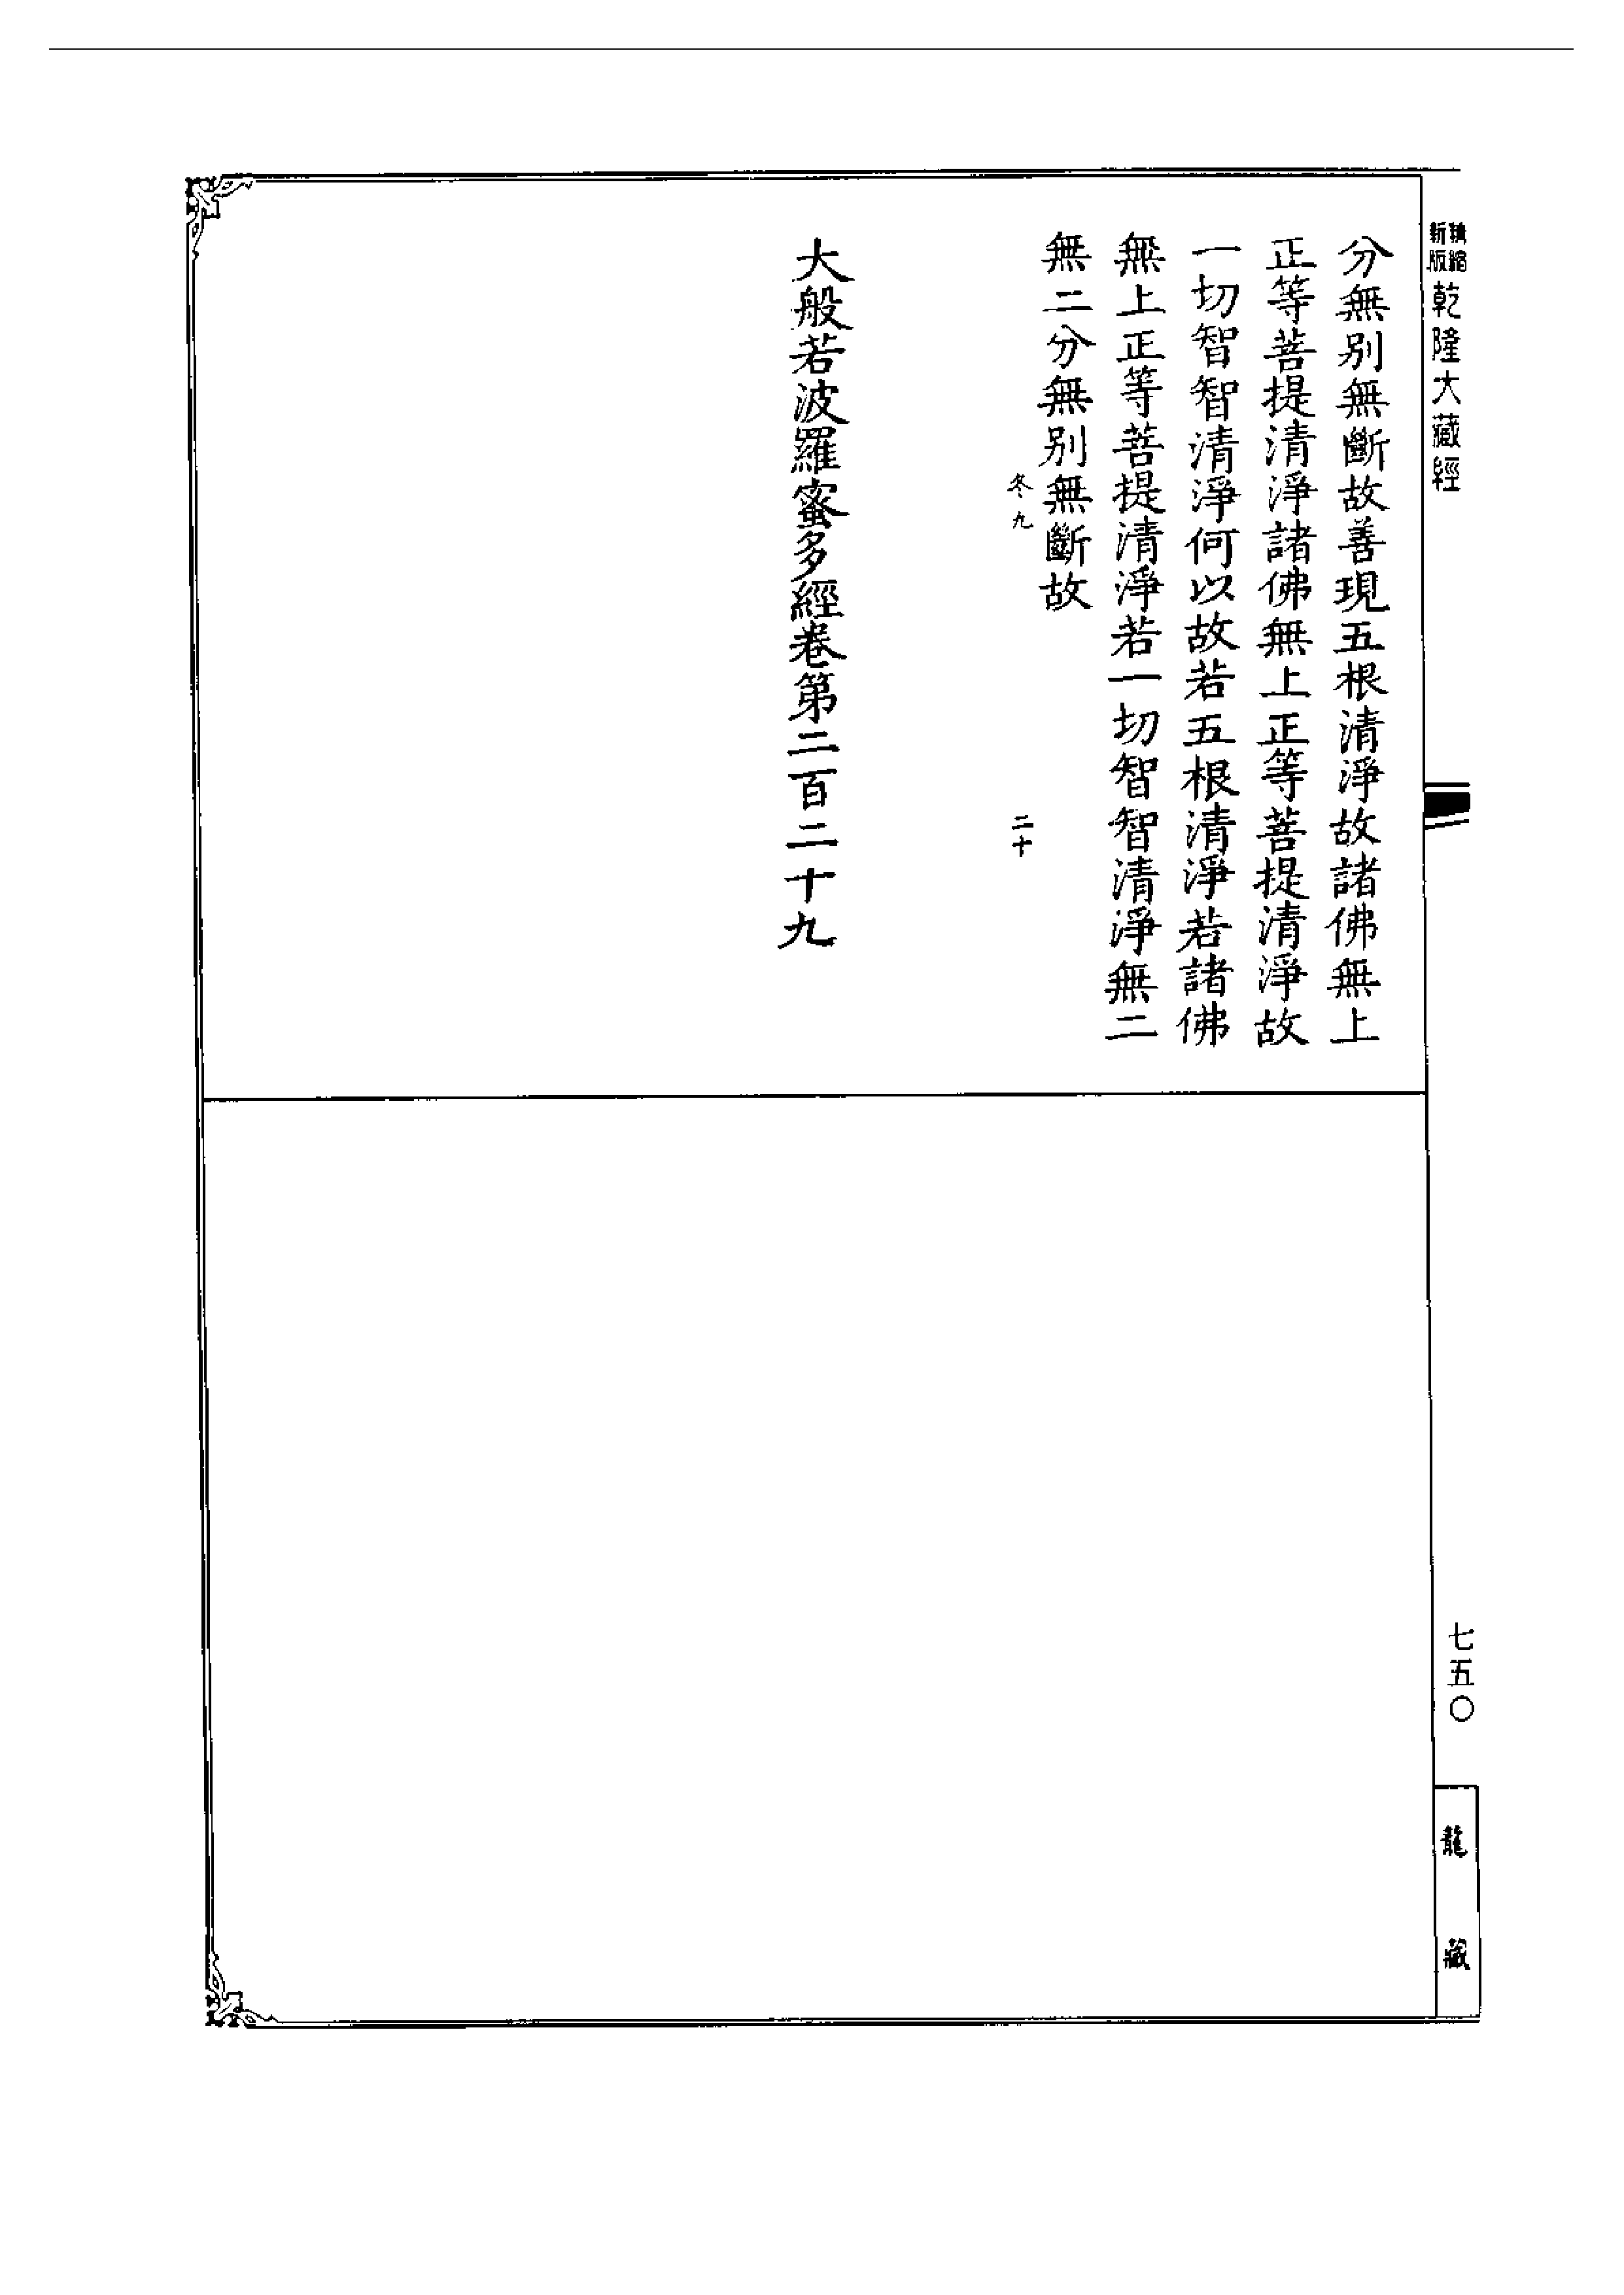 精縮新版乾隆大藏經
分無別無斷故善現五根清淨故諸佛無上
正等菩提清淨諸佛無上正等菩提清淨故
一切智智清淨何以故若五根清淨若諸佛
無上正等菩提清淨若一切智智清淨無二
無二分無別無斷故
冬九 二十
大般若波羅蜜多經卷第二百二十九
七五〇
龍藏